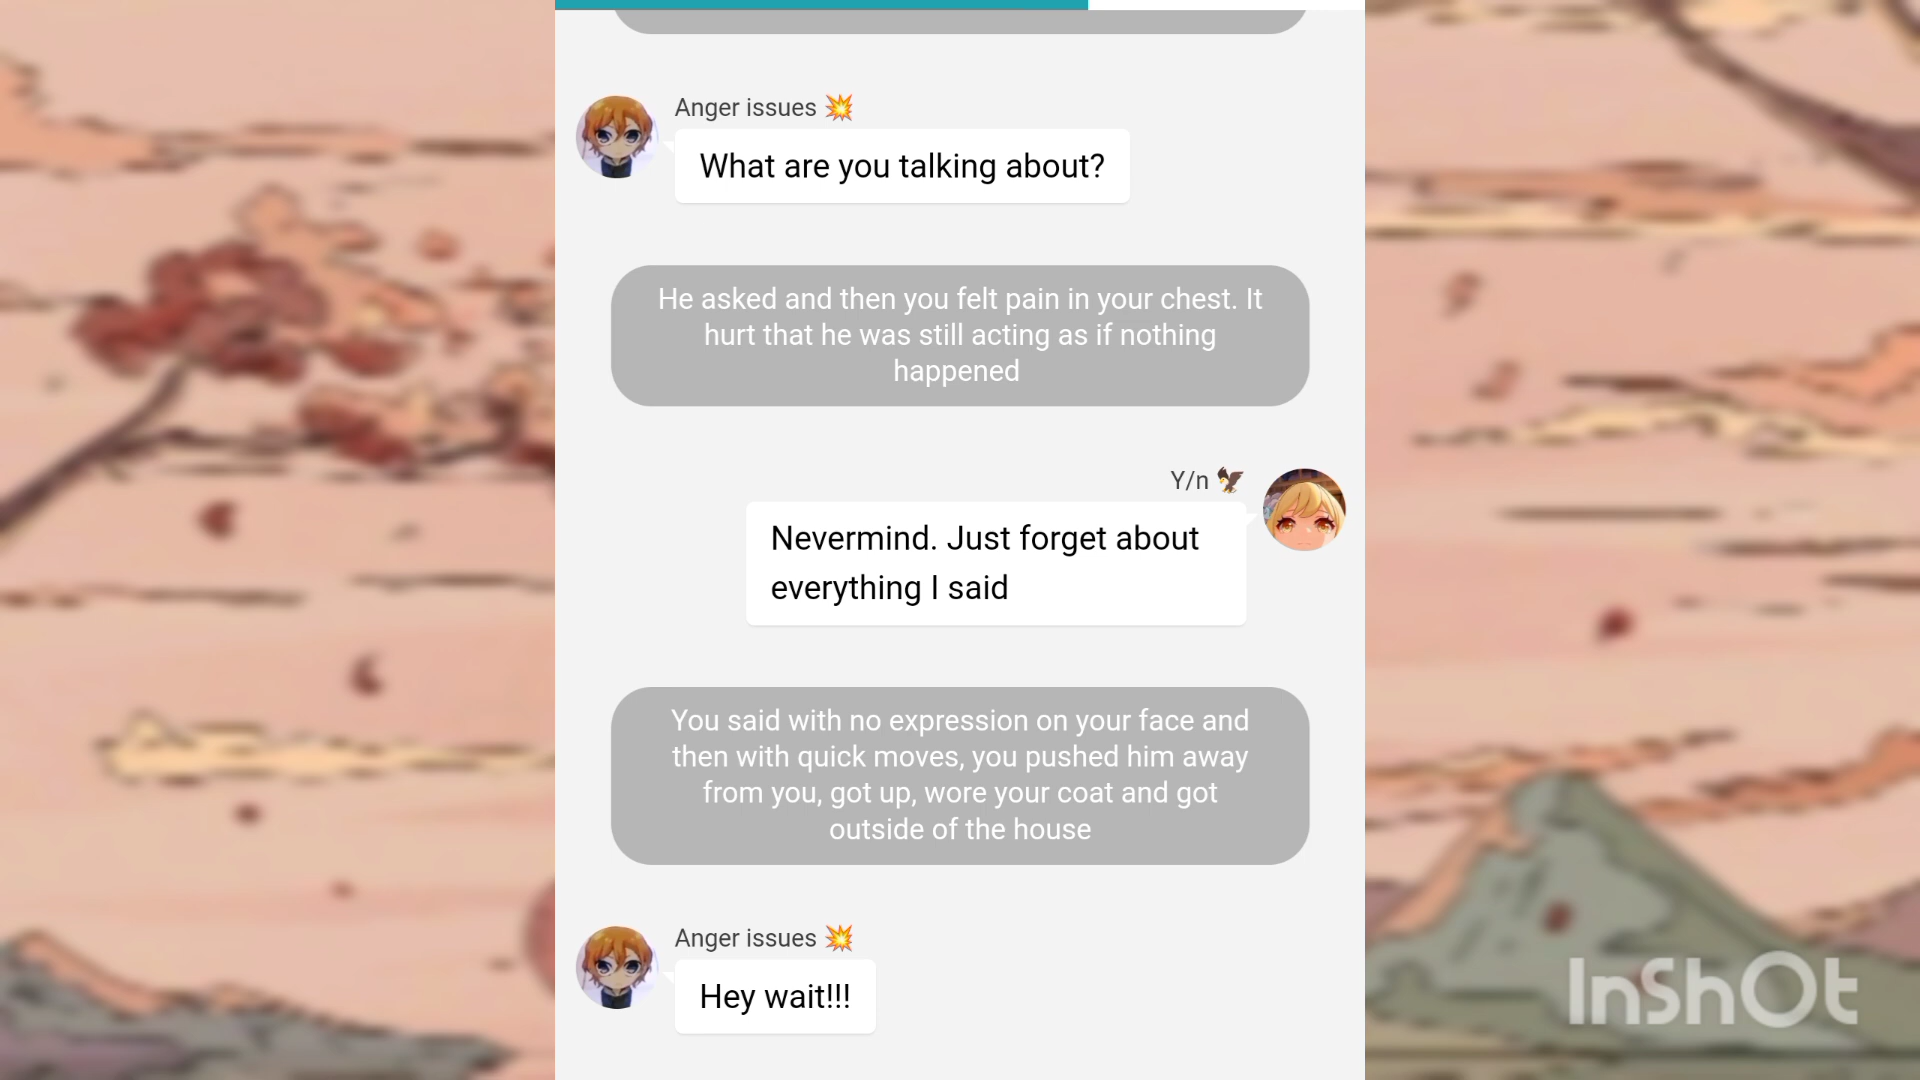 Anger issues 💥
What are you talking about?
He asked and then you felt pain in your chest. It
hurt that he was still acting as if nothing
happened
Y/n 🦅
Nevermind. Just forget about
everything I said
You said with no expression on your face and
then with quick moves, you pushed him away
from you, got up, wore your coat and got
outside of the house
Anger issues 💥
Hey wait!!!
InShOt